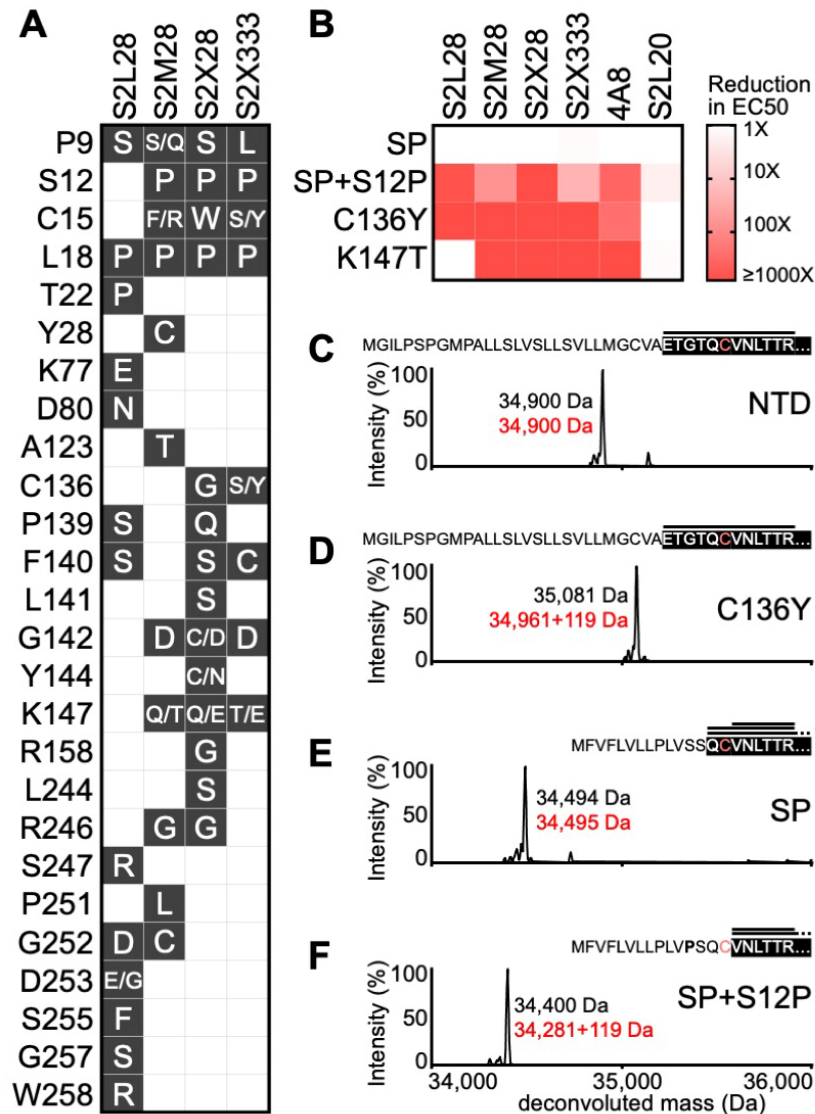 A
S2L28 S2M28 S2X28 S2X333
P9 S S/Q S L
S12 P P P
C15 F/R W S/Y
L18 P P P P
T22 P
Y28 C
K77 E
D80 N
A123 T
C136 G S/Y
P139 S Q
F140 S S C
L141 S
G142 D C/D D
Y144 C/N
K147 Q/T Q/E T/E
R158 G
L244 S
R246 G G
S247 R
P251 L
G252 D C
D253 E/G
S255 F
G257 S
W258 R
B
S2L28 S2M28 S2X28 S2X333 4A8 S2L20
SP
SP+S12P
C136Y
K147T
Reduction
in EC50
1X
10X
100X
≥1000X
C
MGILPSPGMPALLSLVSLLSVLLMGCVAETGTQCVNLTTR...
Intensity (%)
100
50
0
34,900 Da
34,900 Da
NTD
D
MGILPSPGMPALLSLVSLLSVLLMGCVAETGTQCVNLTTR...
Intensity (%)
100
50
0
35,081 Da
34,961+119 Da
C136Y
E
MFVFLVLLPLVSSQCVNLTTR...
Intensity (%)
100
50
0
34,494 Da
34,495 Da
SP
F
MFVFLVLLPLVPSQCVNLTTR...
Intensity (%)
100
50
0
34,400 Da
34,281+119 Da
SP+S12P
34,000 35,000 36,000
deconvoluted mass (Da)